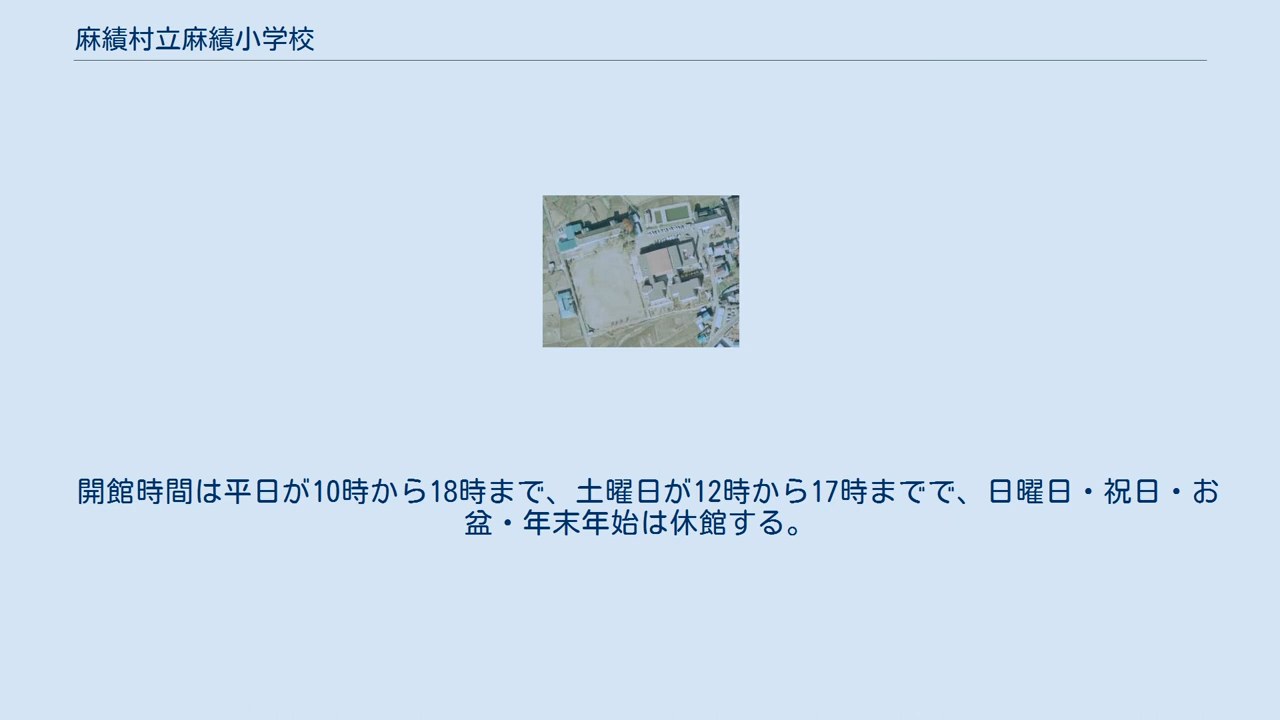 麻績村立麻績小学校
開館時間は平日が10時から18時まで、土曜日が12時から17時までで、日曜日・祝日・お
盆・年末年始は休館する。